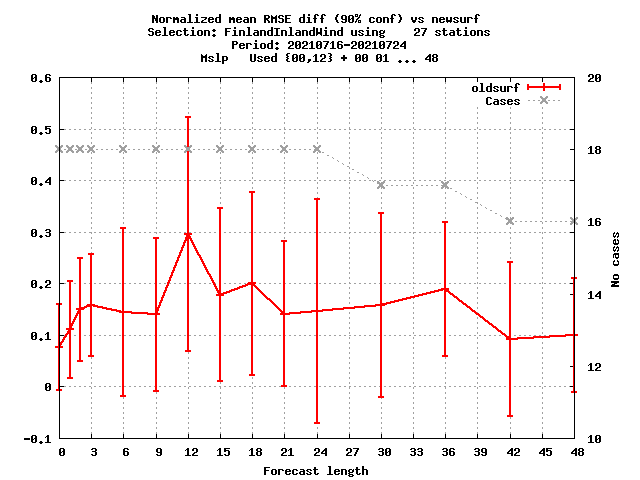 Normalized mean RMSE diff (90% conf) vs newsurf
Selection: FinlandInlandWind using 27 stations
Period: 20210716-20210724
Mslp Used {00,12} + 00 01 ... 48
oldsurf
Cases
0.6
0.5
0.4
0.3
0.2
0.1
0
-0.1
20
18
16
14
12
10
No cases
0 3 6 9 12 15 18 21 24 27 30 33 36 39 42 45 48
Forecast length